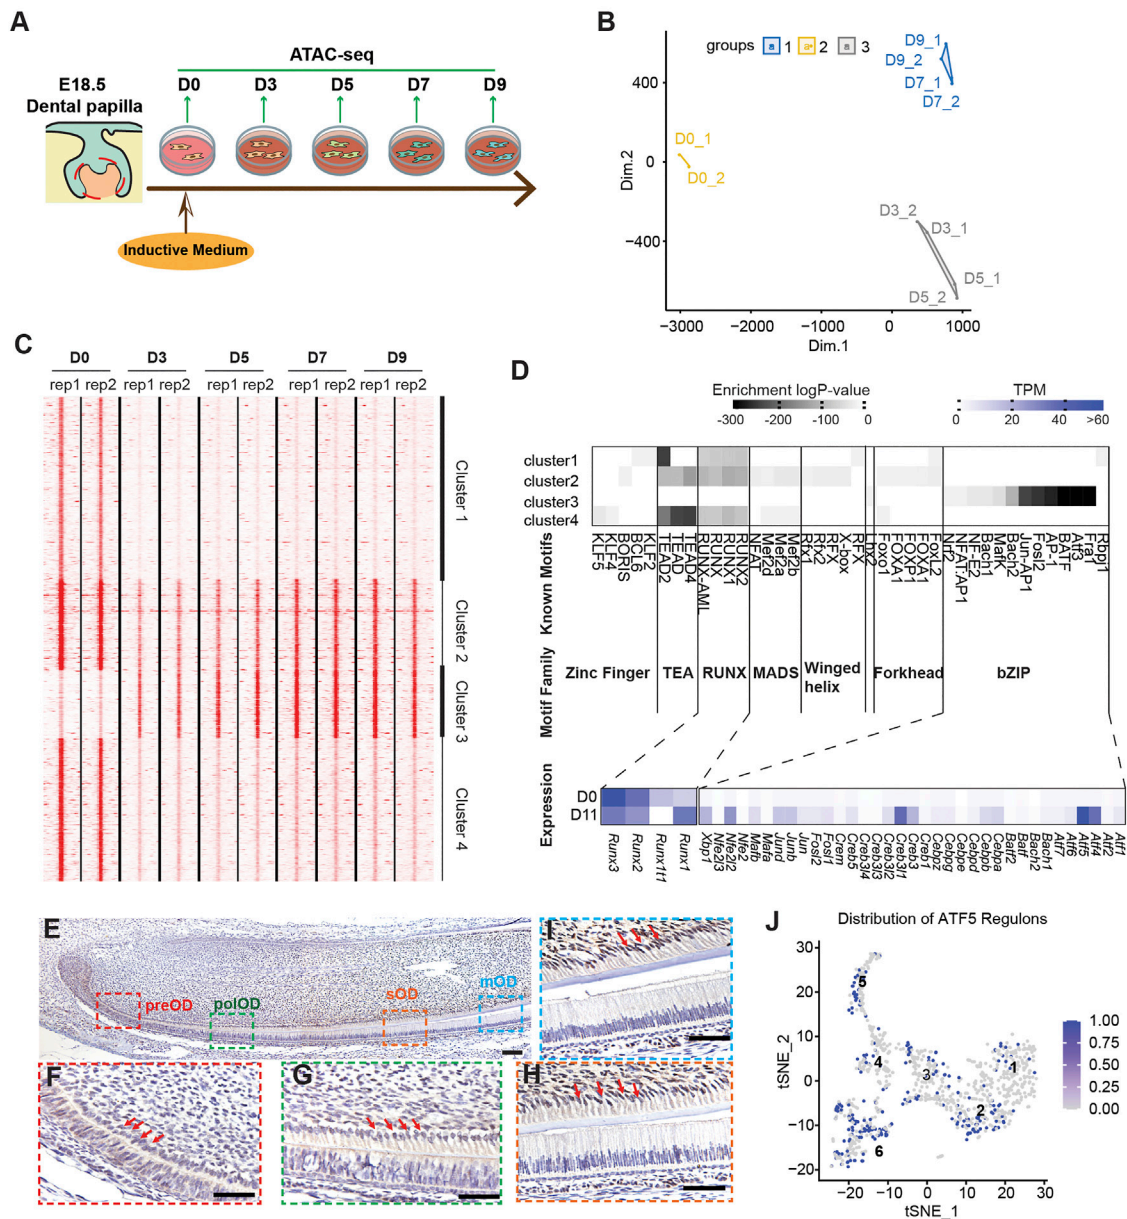 A
ATAC-seq
E18.5
Dental papilla
D0 D3 D5 D7 D9
Inductive Medium
B
groups 1 2 3
D9_1
D9_2
D7_1
D7_2
D0_1
D0_2
D3_2
D3_1
D5_1
D5_2
400
0
−400
Dim.2
−3000 −2000 −1000 0 1000
Dim.1
C
D0 D3 D5 D7 D9
rep1 rep2 rep1 rep2 rep1 rep2 rep1 rep2 rep1 rep2
Cluster 1
Cluster 2
Cluster 3
Cluster 4
D
Enrichment logP-value
-300 -200 -100 0
TPM
0 20 40 >60
cluster1
cluster2
cluster3
cluster4
Known Motifs
KLF5
KLF4
BORIS
BCL6
KLF2
TEAD2
TEAD
TEAD4
RUNX-AML
RUNX
RUNX1
RUNX2
NFAT
Mef2d
Mef2a
Mef2b
Rfx1
Rfx2
RFX
X-box
RFX
Lhx2
Foxo1
FOXA1
FOXP1
FOXA1
FoxL2
Nrf2
NFAT:AP1
NF-E2
Bach1
MafK
Bach2
Jun-AP1
Fosl2
AP-1
BATF
Atf3
Fra1
Rbpj1
Motif Family
Zinc Finger TEA RUNX MADS Winged helix Forkhead bZIP
Expression
D0
D11
Runx3
Runx2
Runx1t1
Runx1
Xbp1
Nfe2l3
Nfe2l2
Nfe2
Mafb
Mafa
Jund
Junb
Jun
Fosl2
Fosl1
Crem
Creb5
Creb3l4
Creb3l3
Creb3l2
Creb3l1
Creb3
Creb1
Cebpz
Cebpg
Cebpe
Cebpd
Cebpb
Cebpa
Batf2
Batf
Bach2
Bach1
Atf7
Atf6
Atf5
Atf4
Atf2
Atf1
E
preOD
polOD
sOD
mOD
I
F
G
H
J
Distribution of ATF5 Regulons
30
20
10
0
−10
−20
tSNE_2
5
4
3
1
2
6
−20 −10 0 10 20 30
tSNE_1
1.00
0.75
0.50
0.25
0.00